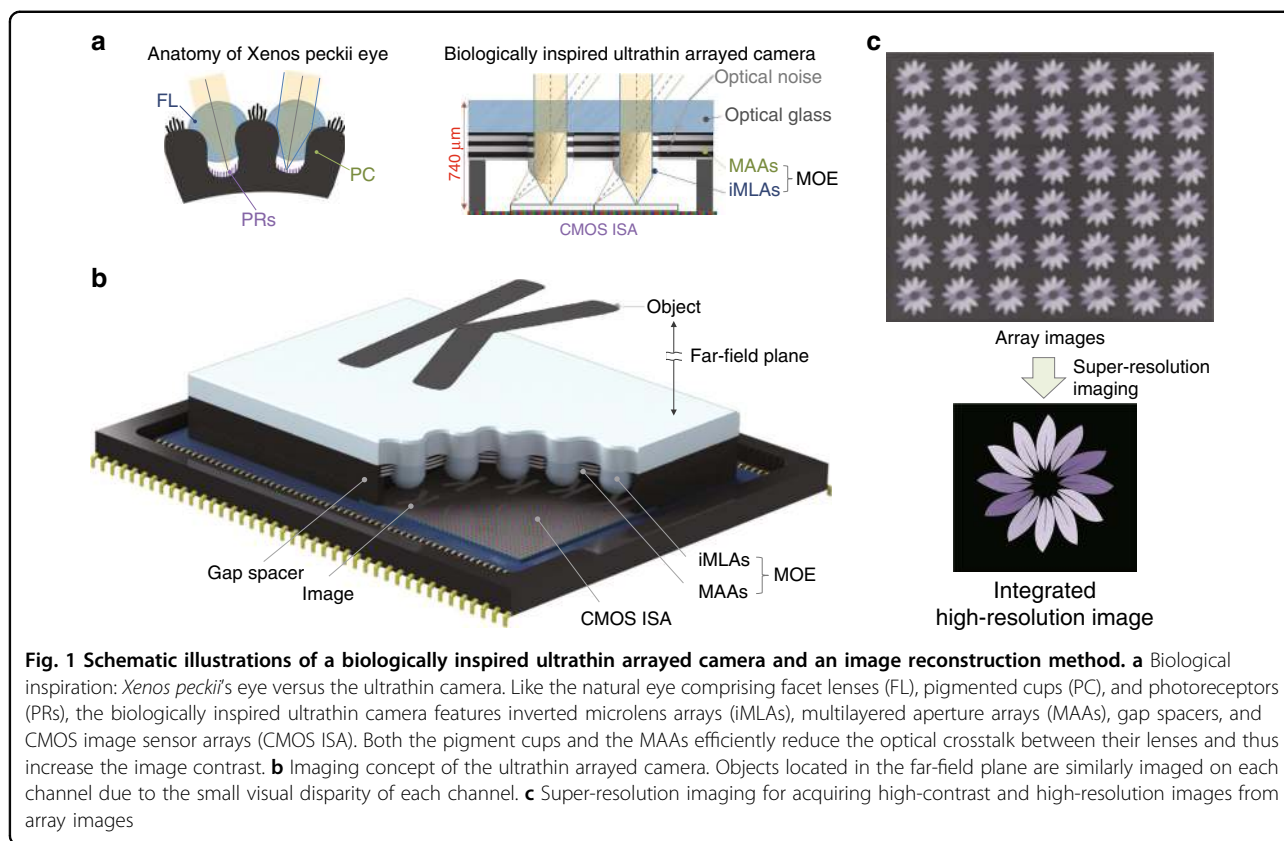 a
Anatomy of Xenos peckii eye
FL
PC
PRs
Biologically inspired ultrathin arrayed camera
Optical noise
Optical glass
740 μm
MAAs
iMLAs
MOE
CMOS ISA
b
Object
Far-field plane
Gap spacer
Image
iMLAs
MAAs
MOE
CMOS ISA
c
Array images
Super-resolution
imaging
Integrated
high-resolution image
Fig. 1 Schematic illustrations of a biologically inspired ultrathin arrayed camera and an image reconstruction method. a Biological
inspiration: Xenos peckii's eye versus the ultrathin camera. Like the natural eye comprising facet lenses (FL), pigmented cups (PC), and photoreceptors
(PRs), the biologically inspired ultrathin camera features inverted microlens arrays (iMLAs), multilayered aperture arrays (MAAs), gap spacers, and
CMOS image sensor arrays (CMOS ISA). Both the pigment cups and the MAAs efficiently reduce the optical crosstalk between their lenses and thus
increase the image contrast. b Imaging concept of the ultrathin arrayed camera. Objects located in the far-field plane are similarly imaged on each
channel due to the small visual disparity of each channel. c Super-resolution imaging for acquiring high-contrast and high-resolution images from
array images